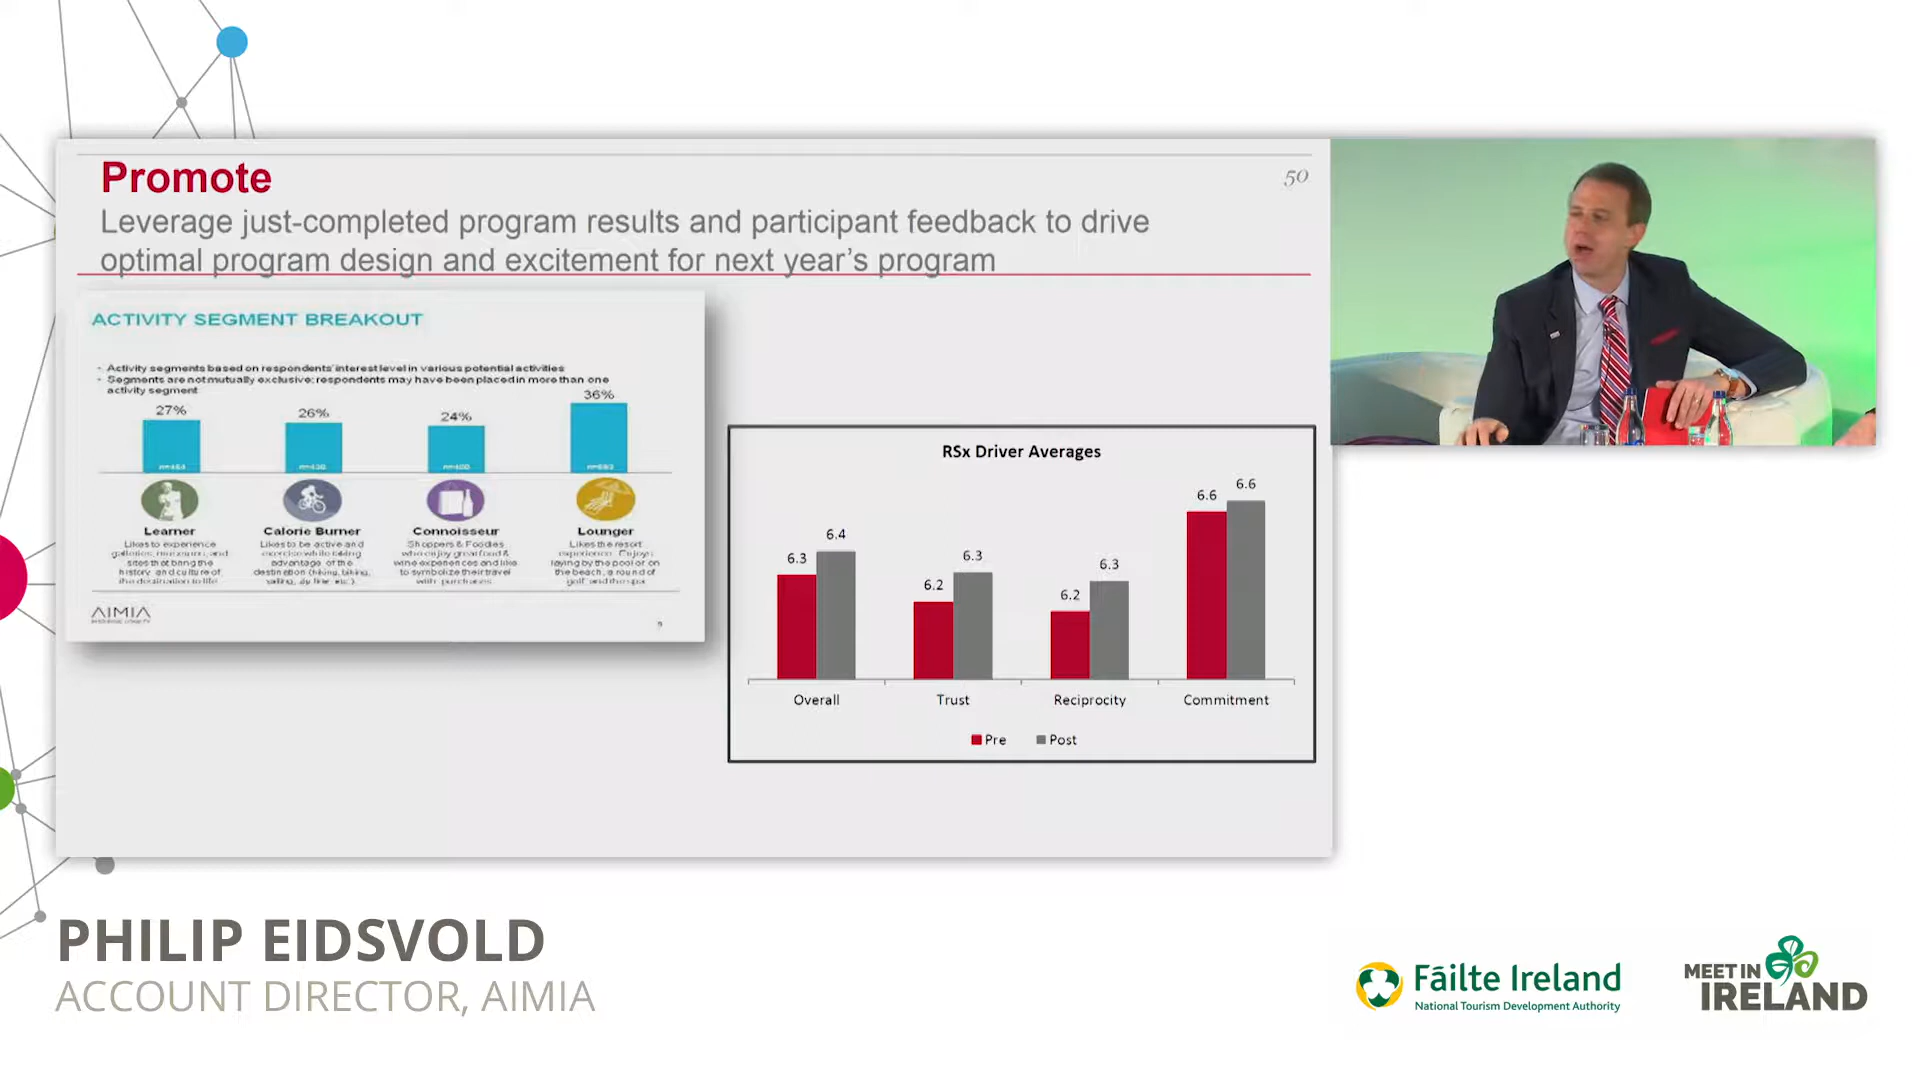 Promote
50
Leverage just-completed program results and participant feedback to drive
optimal program design and excitement for next year's program
ACTIVITY SEGMENT BREAKOUT
- Activity segments based on respondents' interest level in various potential activities
- Segments are not mutually exclusive; respondents may have been placed in more than one
activity segment
27%
26%
24%
36%
Learner
Likes to experience
galleries, museums, and
sites that bring the
history and culture of
the destination to life
Calorie Burner
Likes to be active and
exercise while taking
advantage of the
destination (hiking, biking,
sailing, zip line, etc.)
Connoisseur
Shoppers & Foodies
who enjoy great food &
wine experiences and like
to symbolize their travel
with purchases
Lounger
Likes the resort
experience. Enjoys
laying by the pool or on
the beach, a round of
golf and the spa
AIMIA
9
RSx Driver Averages
6.3
6.4
6.2
6.3
6.2
6.3
6.6
6.6
Overall
Trust
Reciprocity
Commitment
Pre
Post
PHILIP EIDSVOLD
ACCOUNT DIRECTOR, AIMIA
Fáilte Ireland
National Tourism Development Authority
MEET IN
IRELAND